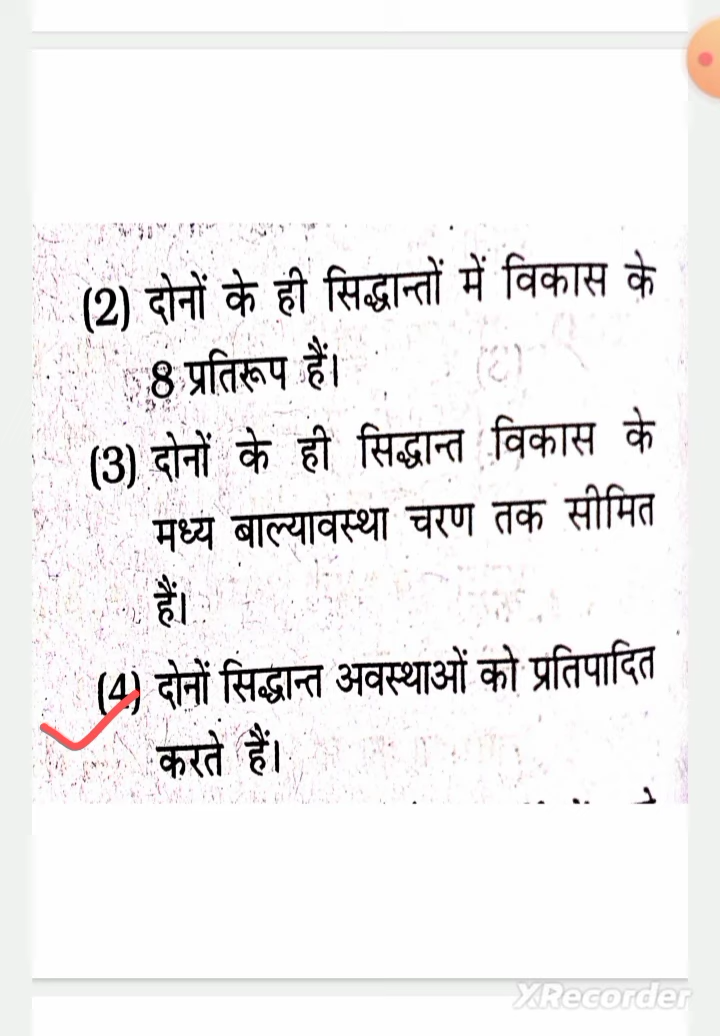 (2) दोनों के ही सिद्धान्तों में विकास के
8 प्रतिरूप हैं।
(3) दोनों के ही सिद्धान्त विकास के
मध्य बाल्यावस्था चरण तक सीमित
हैं।
(4) दोनों सिद्धान्त अवस्थाओं को प्रतिपादित
करते हैं।
XRecorder